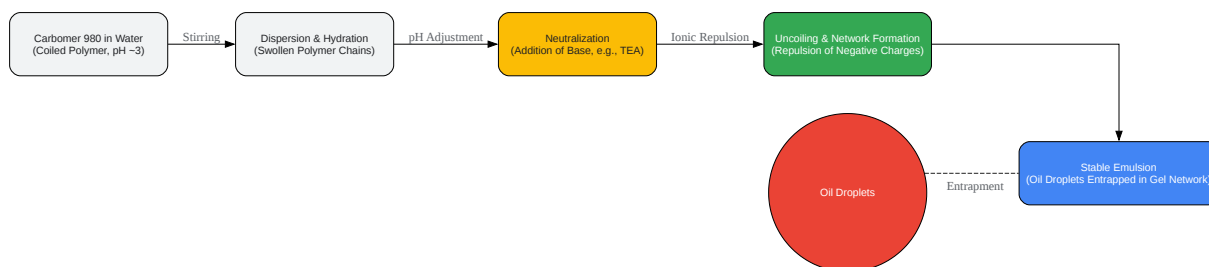 Carbomer 980 in Water
(Coiled Polymer, pH ~3)
Stirring
Dispersion & Hydration
(Swollen Polymer Chains)
pH Adjustment
Neutralization
(Addition of Base, e.g., TEA)
Ionic Repulsion
Uncoiling & Network Formation
(Repulsion of Negative Charges)
Oil Droplets
Entrapment
Stable Emulsion
(Oil Droplets Entrapped in Gel Network)